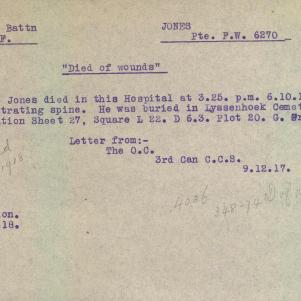 Battn JONES
F. Pte. F.W. 6270
"Died of wounds"
Jones died in this Hospital at 3.25. p.m. 6.10.1
trating spine. He was buried in Lyssenhoek Cemet
tion Sheet 27, Square L 22. D 6.3. Plot 20. G.
Letter from:-
The O.C.
3rd Can C.C.S.
9.12.17.
4036
on.
18.